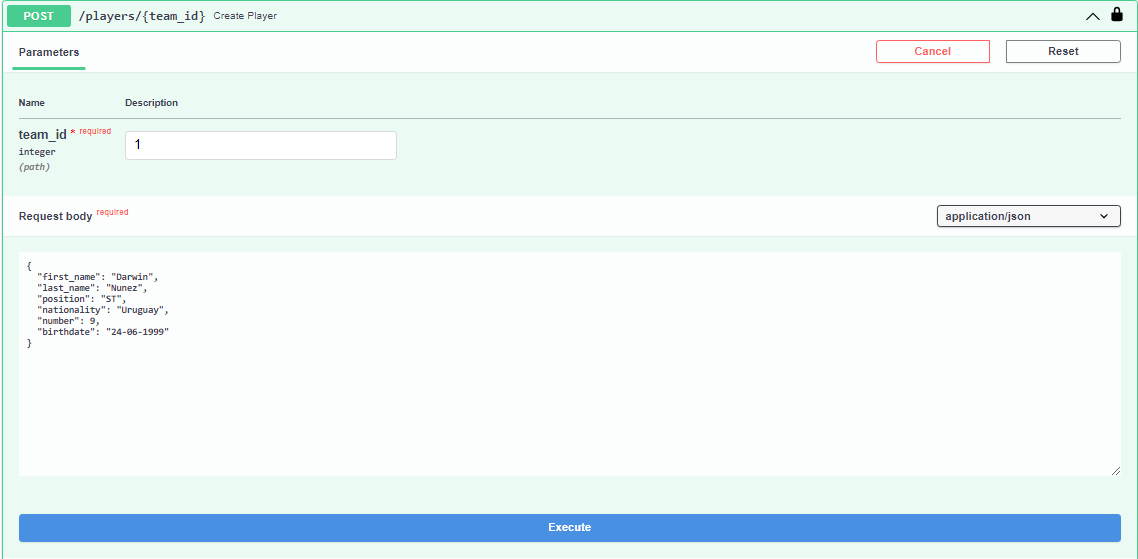 POST /players/{team_id} Create Player
Parameters Cancel Reset
Name Description
team_id * required
integer
(path)
1
Request body required application/json
{
  "first_name": "Darwin",
  "last_name": "Nunez",
  "position": "ST",
  "nationality": "Uruguay",
  "number": 9,
  "birthdate": "24-06-1999"
}
Execute